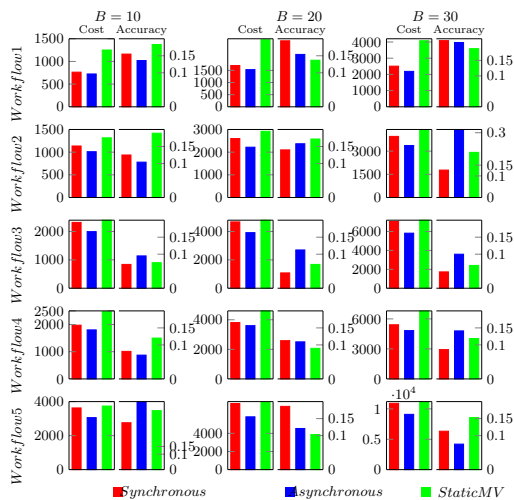 B = 10 B = 20 B = 30
Cost Accuracy Cost Accuracy Cost Accuracy
Workflow1
1500 1000 500 0 0.15 0.1 0
1500 1000 500 0 0.15 0.1 0
4000 3000 2000 1000 0 0.15 0.1 0
Workflow2
1500 1000 500 0 0.15 0.1 0
3000 2000 1000 0 0.15 0.1 0
3000 0 0.3 0.15 0.1 0
Workflow3
2000 1000 0 0.15 0.1 0
4000 2000 0 0.15 0.1 0
6000 4000 2000 0 0.15 0.1 0
Workflow4
2500 2000 1000 0 0.15 0.1 0
4000 2000 0 0.15 0.1 0
6000 4000 2000 0 0.15 0.1 0
Workflow5
4000 2000 0 0.15 0.1 0
4000 2000 0 0.15 0.1 0
·10⁴
1 0.5 0 0.15 0.1 0
Synchronous Asynchronous StaticMV